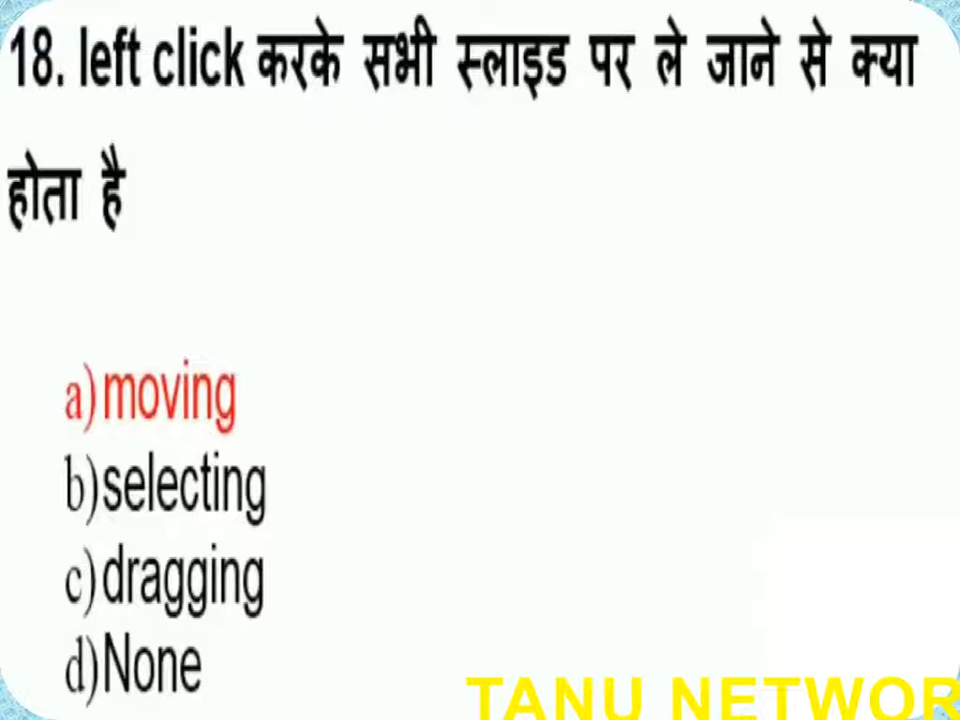 18. left click करके सभी स्लाइड पर ले जाने से क्या
होता है
a) moving
b) selecting
c) dragging
d) None
TANU NETWOR